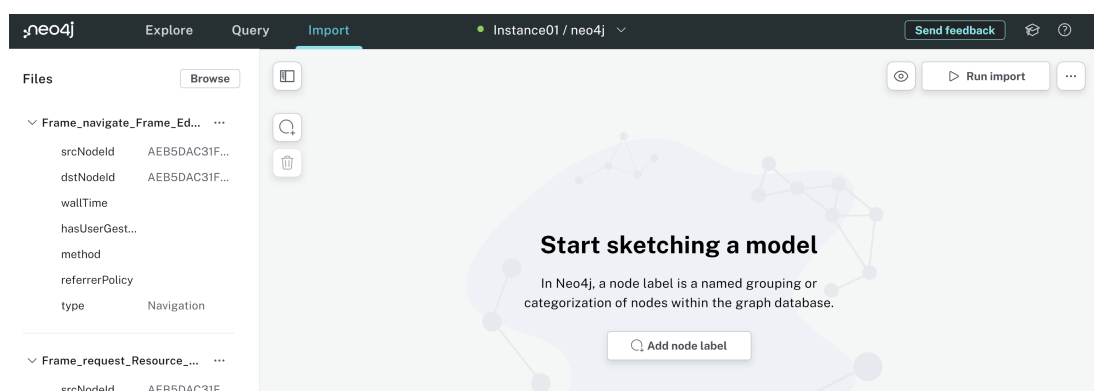 neo4j
Explore
Query
Import
Instance01 / neo4j
Send feedback
Files
Browse
Run import
Frame_navigate_Frame_Ed...
srcNodeId AEB5DAC31F...
dstNodeId AEB5DAC31F...
wallTime
hasUserGest...
method
referrerPolicy
type Navigation
Start sketching a model
In Neo4j, a node label is a named grouping or
categorization of nodes within the graph database.
Add node label
Frame_request_Resource_...
srcNodeId AEB5DAC31F